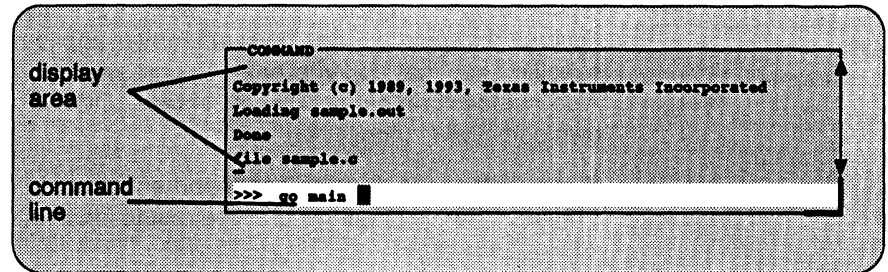 COMMAND
display
area
Copyright (c) 1989, 1993, Texas Instruments Incorporated
Loading sample.out
Done
file sample.c
command
line
>>> go main